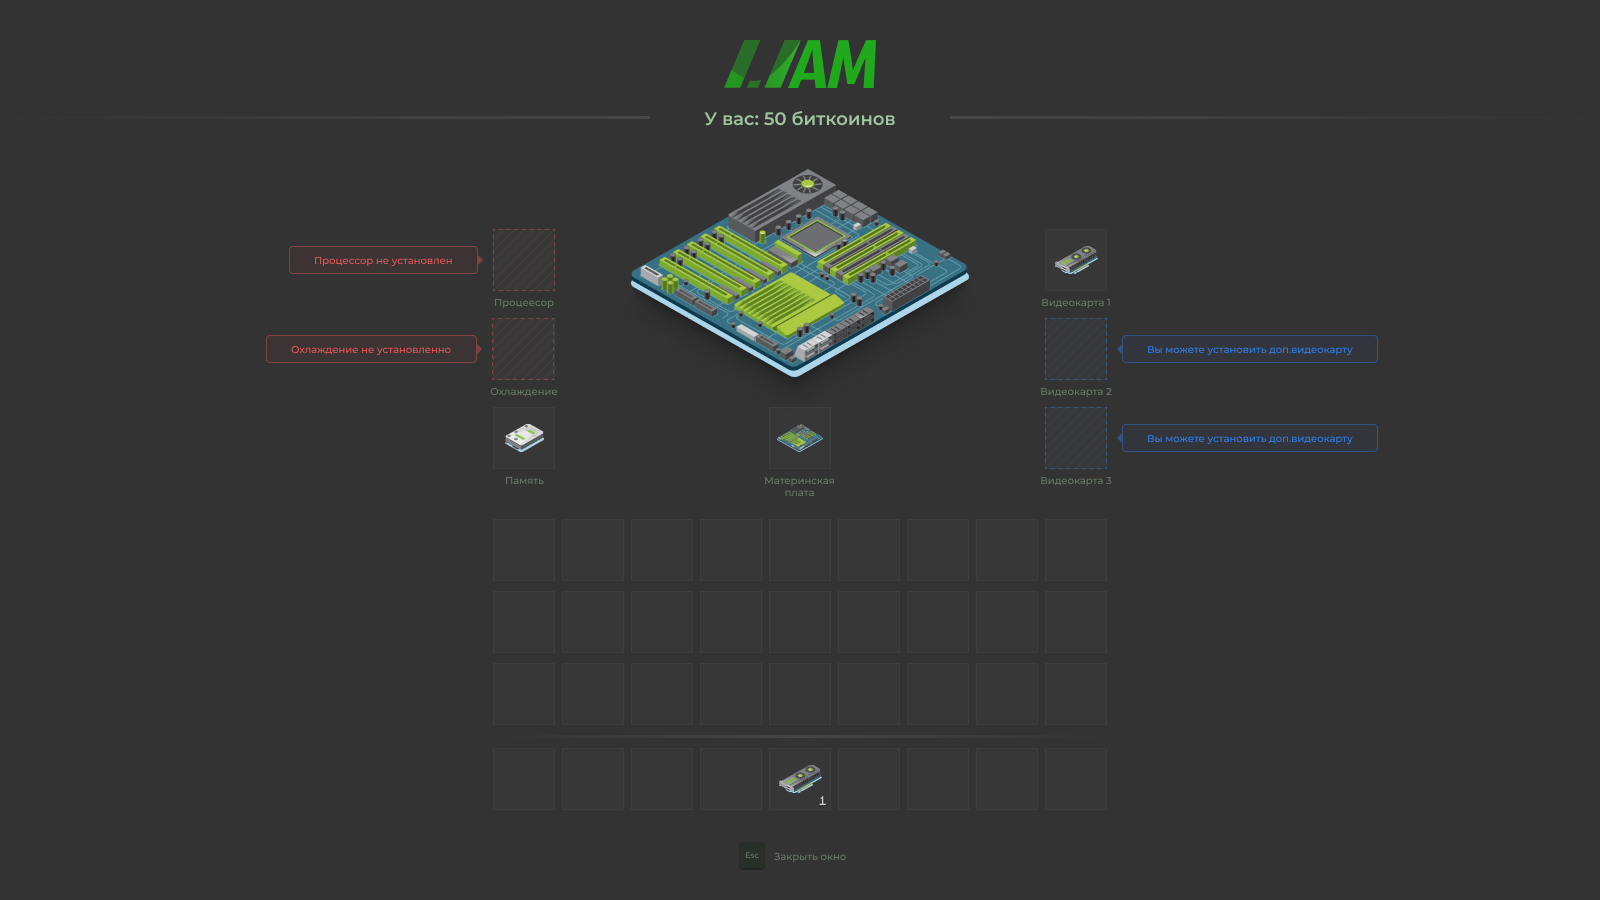 AM
У вас: 50 биткоинов
Процессор не установлен
Процеесор
Видеокарта 1
Охлаждение не установленно
Охлаждение
Вы можете установить доп.видеокарту
Видеокарта 2
Вы можете установить доп.видеокарту
Память
Материнская
плата
Видеокарта 3
1
Esc Закрыть окно